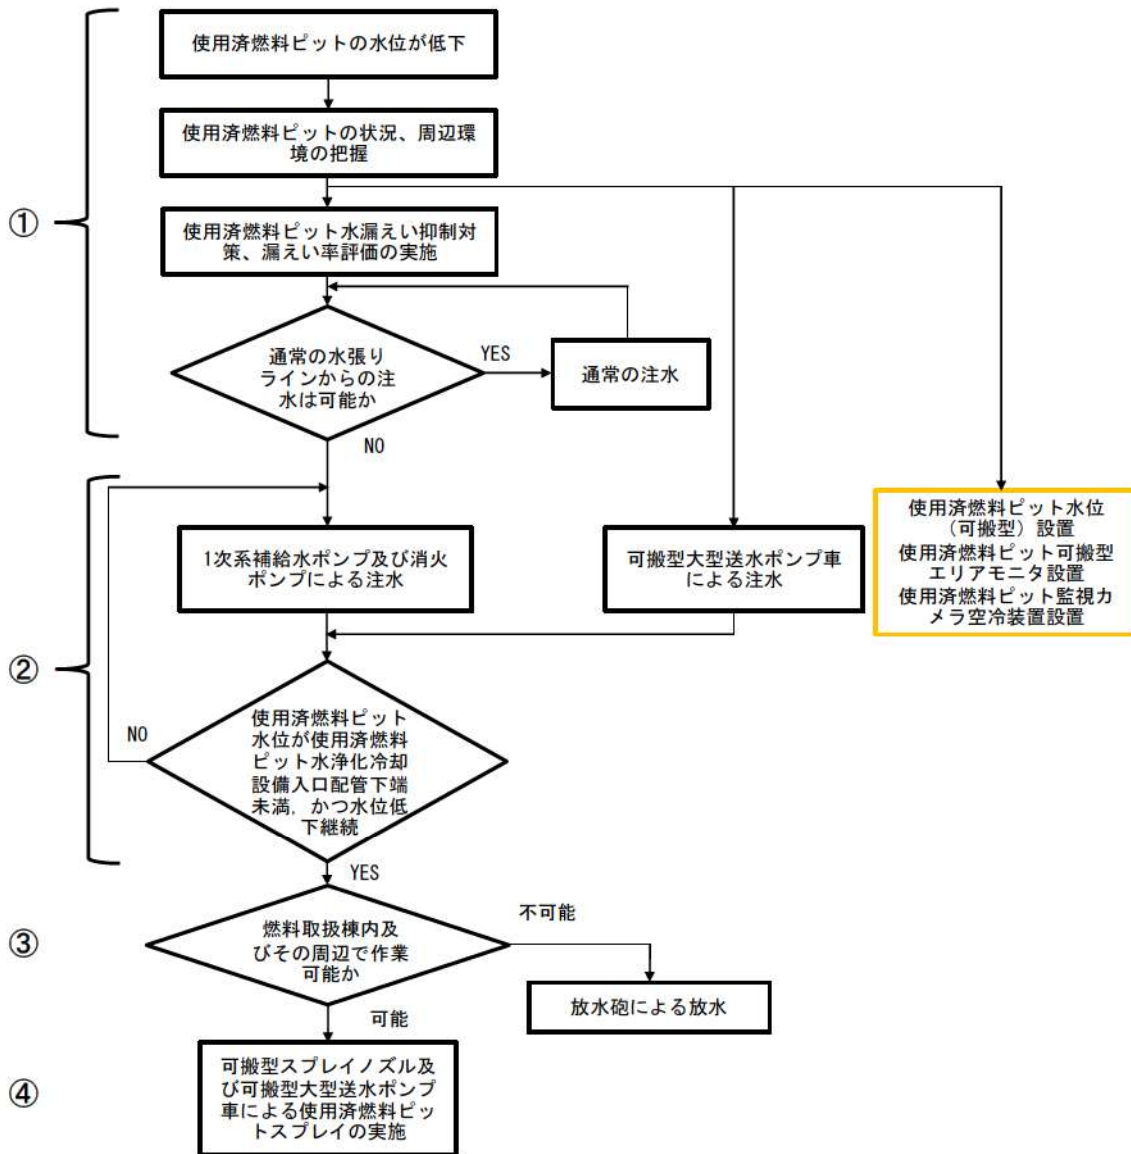 ①
使用済燃料ピットの水位が低下
使用済燃料ピットの状況、周辺環
境の把握
使用済燃料ピット水漏えい抑制対
策、漏えい率評価の実施
通常の水張り
ラインからの注
水は可能か
YES
通常の注水
NO
②
1次系補給水ポンプ及び消火
ポンプによる注水
可搬型大型送水ポンプ車
による注水
使用済燃料ピット水位
(可搬型)設置
使用済燃料ピット可搬型
エリアモニタ設置
使用済燃料ピット監視カ
メラ空冷装置設置
使用済燃料ピット
水位が使用済燃料
ピット水浄化冷却
設備入口配管下端
未満,かつ水位低
下継続
NO
YES
③
燃料取扱棟内及
びその周辺で作業
可能か
不可能
放水砲による放水
可能
④
可搬型スプレイノズル及
び可搬型大型送水ポンプ
車による使用済燃料ピッ
トスプレイの実施